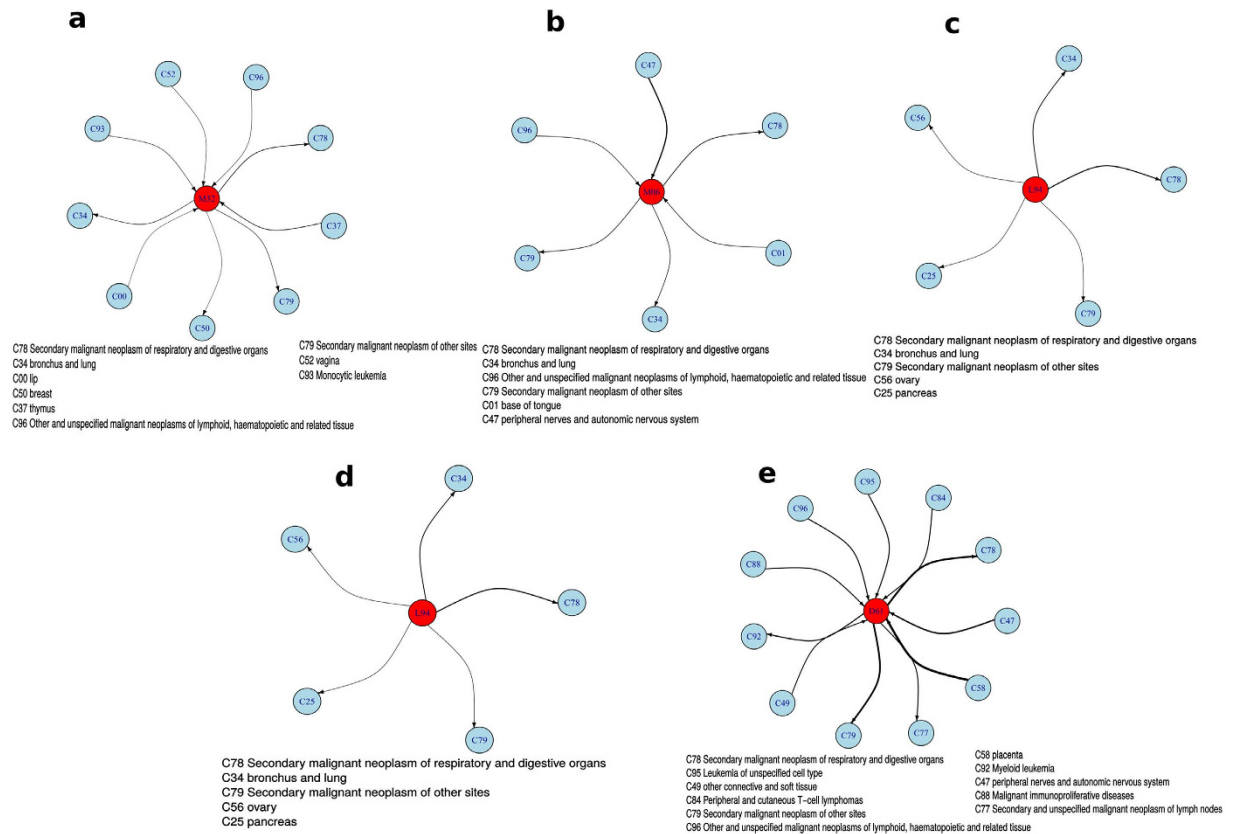 a
C52
C96
C93
C78
M32
C34
C37
C00
C79
C50
C78 Secondary malignant neoplasm of respiratory and digestive organs
C34 bronchus and lung
C00 lip
C50 breast
C37 thymus
C96 Other and unspecified malignant neoplasms of lymphoid, haematopoietic and related tissue
C79 Secondary malignant neoplasm of other sites
C52 vagina
C93 Monocytic leukemia
b
C47
C96
C78
M06
C79
C01
C34
C78 Secondary malignant neoplasm of respiratory and digestive organs
C34 bronchus and lung
C96 Other and unspecified malignant neoplasms of lymphoid, haematopoietic and related tissue
C79 Secondary malignant neoplasm of other sites
C01 base of tongue
C47 peripheral nerves and autonomic nervous system
c
C34
C56
C78
L94
C25
C79
C78 Secondary malignant neoplasm of respiratory and digestive organs
C34 bronchus and lung
C79 Secondary malignant neoplasm of other sites
C56 ovary
C25 pancreas
d
C34
C56
C78
L94
C25
C79
C78 Secondary malignant neoplasm of respiratory and digestive organs
C34 bronchus and lung
C79 Secondary malignant neoplasm of other sites
C56 ovary
C25 pancreas
e
C95
C84
C96
C78
C88
C47
C92
C58
C49
C79
C77
C78 Secondary malignant neoplasm of respiratory and digestive organs
C95 Leukemia of unspecified cell type
C49 other connective and soft tissue
C84 Peripheral and cutaneous T-cell lymphomas
C79 Secondary malignant neoplasm of other sites
C96 Other and unspecified malignant neoplasms of lymphoid, haematopoietic and related tissue
C58 placenta
C92 Myeloid leukemia
C47 peripheral nerves and autonomic nervous system
C88 Malignant immunoproliferative diseases
C77 Secondary and unspecified malignant neoplasm of lymph nodes